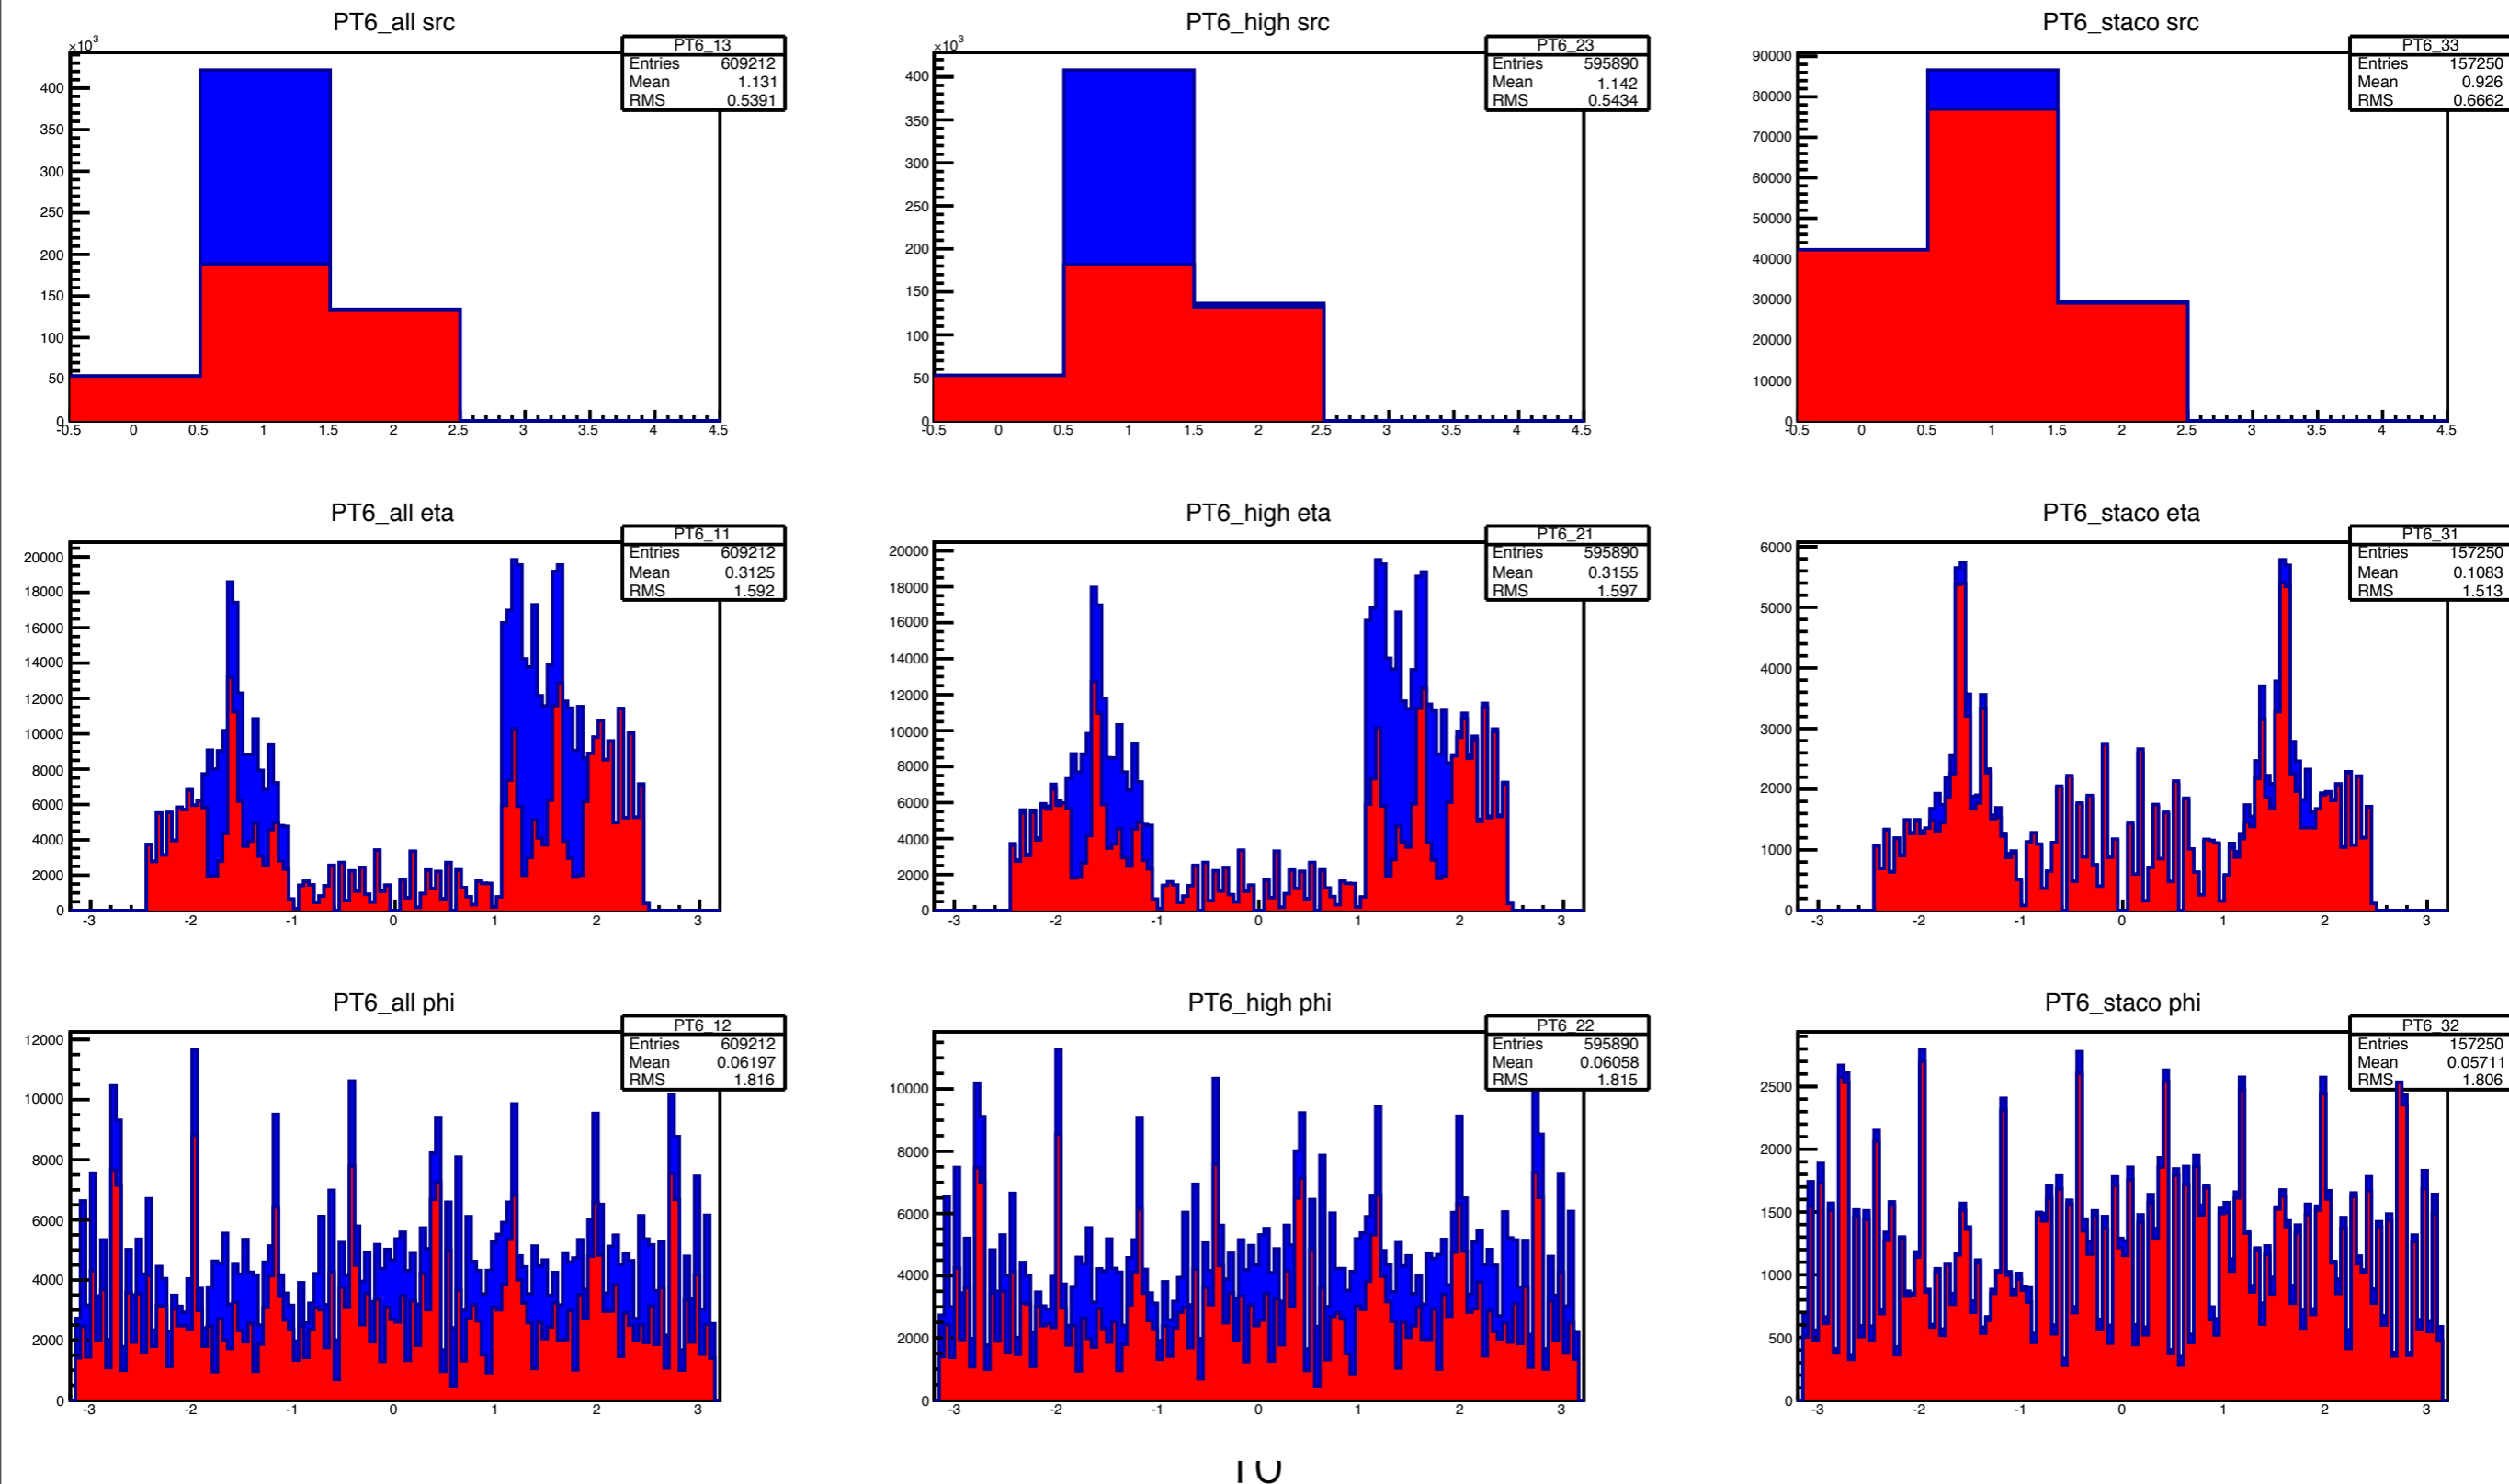 PT6_all src
×10³
PT6_13
Entries 609212
Mean 1.131
RMS 0.5391
400
350
300
250
200
150
100
50
0
-0.5 0 0.5 1 1.5 2 2.5 3 3.5 4 4.5
PT6_high src
×10³
PT6_23
Entries 595890
Mean 1.142
RMS 0.5434
400
350
300
250
200
150
100
50
0
-0.5 0 0.5 1 1.5 2 2.5 3 3.5 4 4.5
PT6_staco src
PT6_33
Entries 157250
Mean 0.926
RMS 0.6662
90000
80000
70000
60000
50000
40000
30000
20000
10000
0
-0.5 0 0.5 1 1.5 2 2.5 3 3.5 4 4.5
PT6_all eta
PT6_11
Entries 609212
Mean 0.3125
RMS 1.592
20000
18000
16000
14000
12000
10000
8000
6000
4000
2000
0
-3 -2 -1 0 1 2 3
PT6_high eta
PT6_21
Entries 595890
Mean 0.3155
RMS 1.597
20000
18000
16000
14000
12000
10000
8000
6000
4000
2000
0
-3 -2 -1 0 1 2 3
PT6_staco eta
PT6_31
Entries 157250
Mean 0.1083
RMS 1.513
6000
5000
4000
3000
2000
1000
0
-3 -2 -1 0 1 2 3
PT6_all phi
PT6_12
Entries 609212
Mean 0.06197
RMS 1.816
12000
10000
8000
6000
4000
2000
0
-3 -2 -1 0 1 2 3
PT6_high phi
PT6_22
Entries 595890
Mean 0.06058
RMS 1.815
10000
8000
6000
4000
2000
0
-3 -2 -1 0 1 2 3
PT6_staco phi
PT6_32
Entries 157250
Mean 0.05711
RMS 1.806
2500
2000
1500
1000
500
0
-3 -2 -1 0 1 2 3
10